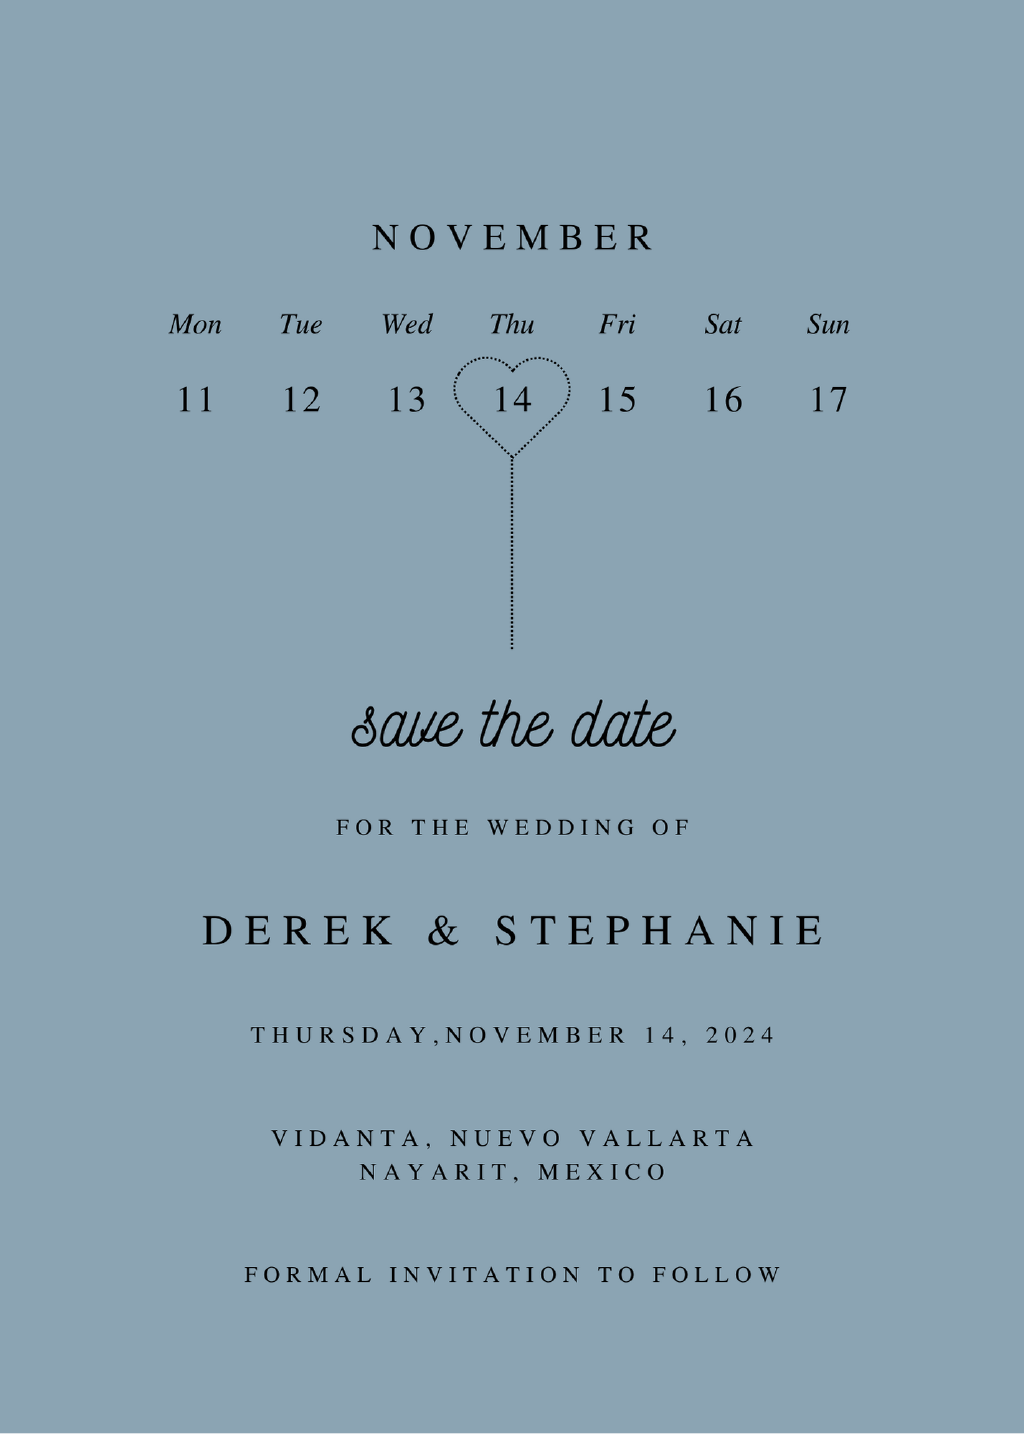 NOVEMBER
Mon Tue Wed Thu Fri Sat Sun
11 12 13 14 15 16 17
save the date
FOR THE WEDDING OF
DEREK & STEPHANIE
THURSDAY,NOVEMBER 14, 2024
VIDANTA, NUEVO VALLARTA
NAYARIT, MEXICO
FORMAL INVITATION TO FOLLOW